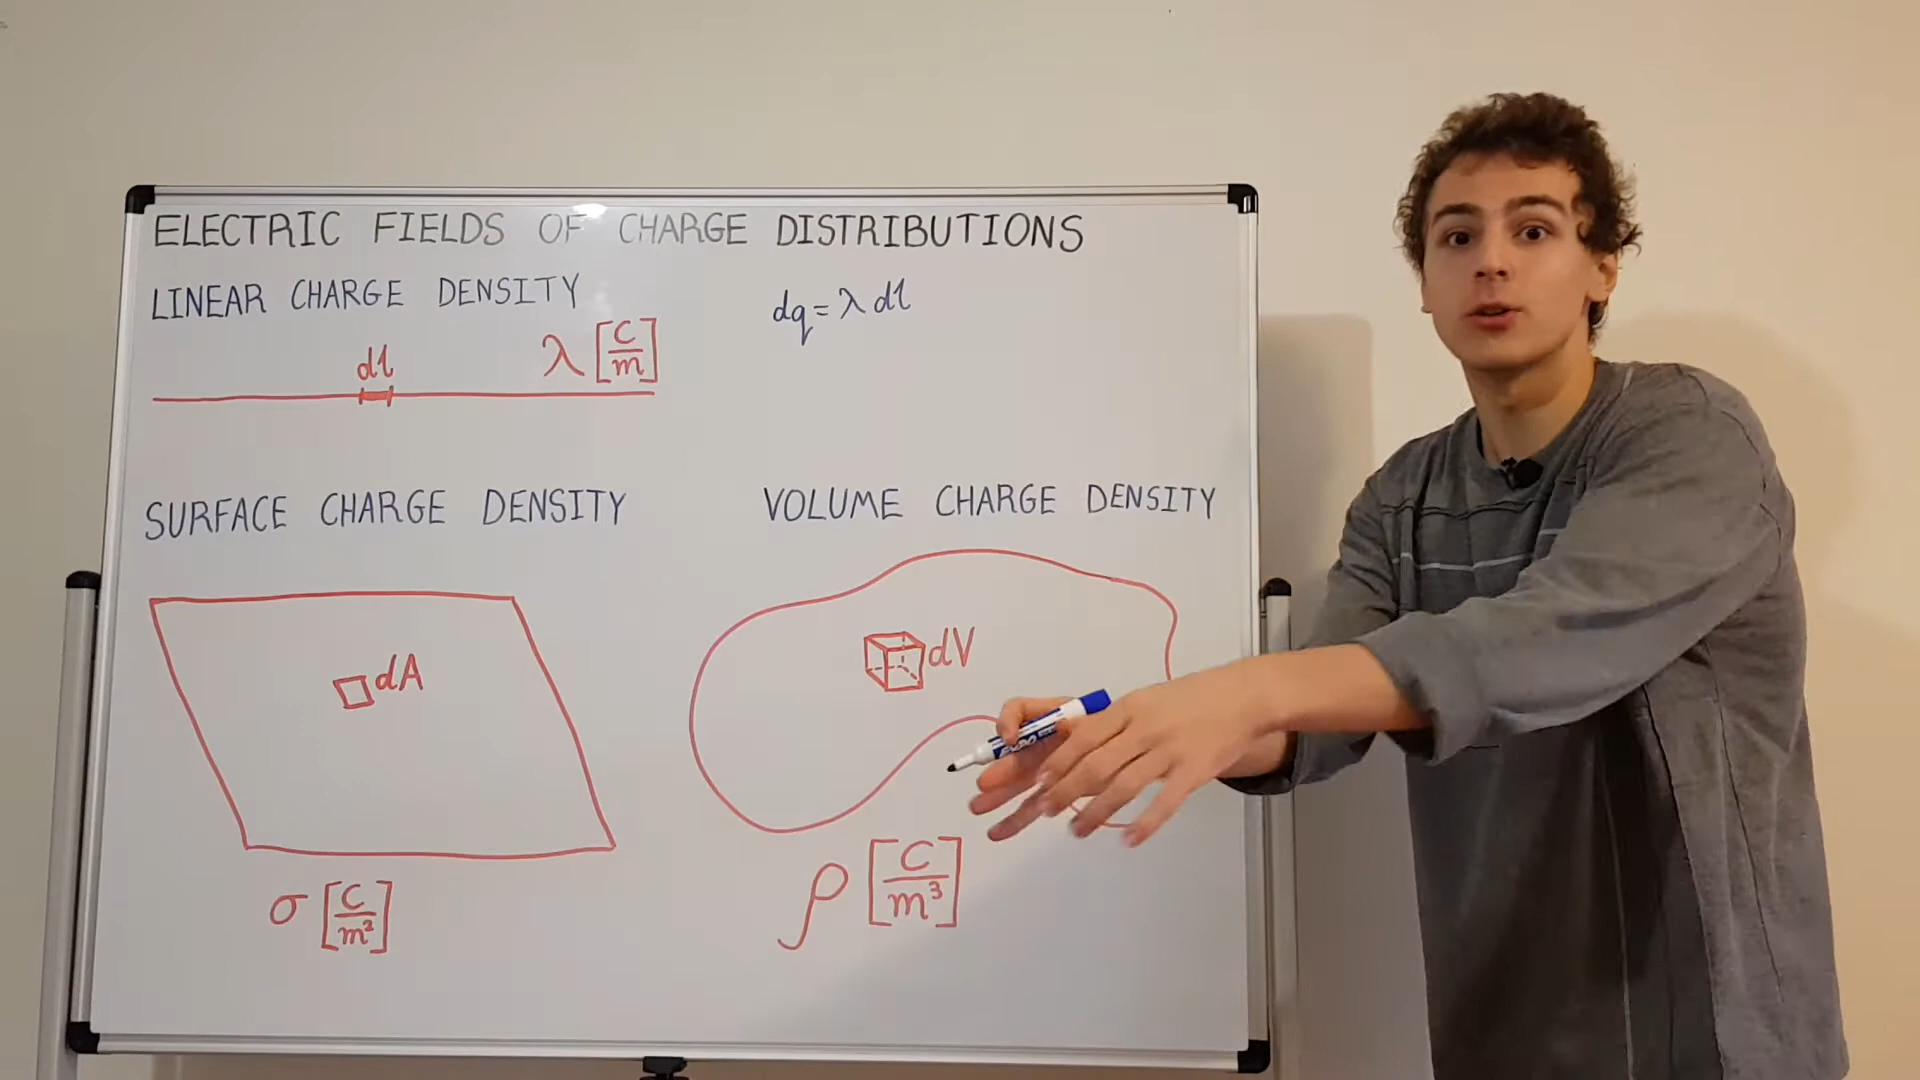 ELECTRIC FIELDS OF CHARGE DISTRIBUTIONS
LINEAR CHARGE DENSITY
dq = λ dl
dl
λ [C/m]
SURFACE CHARGE DENSITY
dA
σ [C/m²]
VOLUME CHARGE DENSITY
dV
EXPO
ρ [C/m³]